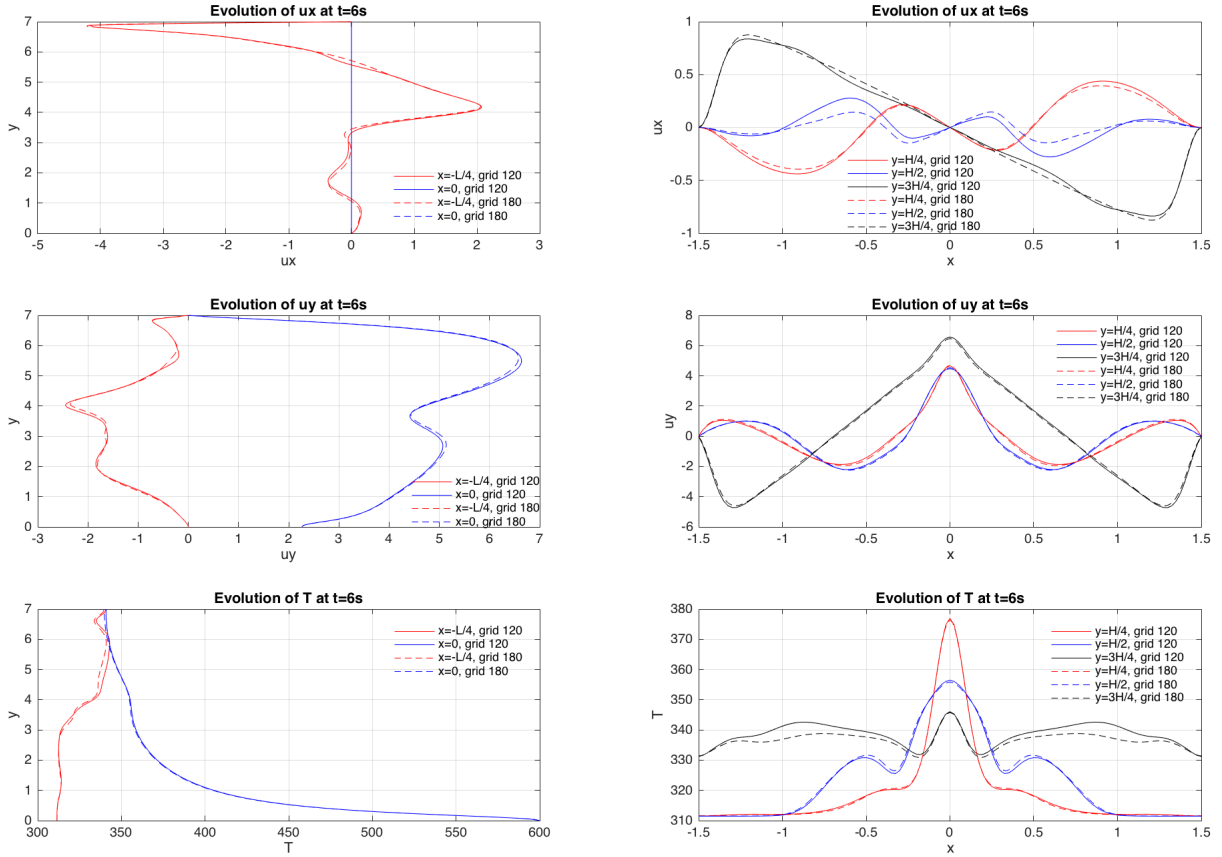 Evolution of ux at t=6s
7
6
5
4
3
2
1
0
y
x=-L/4, grid 120
x=0, grid 120
x=-L/4, grid 180
x=0, grid 180
-5 -4 -3 -2 -1 0 1 2 3
ux
Evolution of ux at t=6s
1
0.5
0
-0.5
-1
ux
y=H/4, grid 120
y=H/2, grid 120
y=3H/4, grid 120
y=H/4, grid 180
y=H/2, grid 180
y=3H/4, grid 180
-1.5 -1 -0.5 0 0.5 1 1.5
x
Evolution of uy at t=6s
7
6
5
4
3
2
1
0
y
x=-L/4, grid 120
x=0, grid 120
x=-L/4, grid 180
x=0, grid 180
-3 -2 -1 0 1 2 3 4 5 6 7
uy
Evolution of uy at t=6s
8
6
4
2
0
-2
-4
-6
uy
y=H/4, grid 120
y=H/2, grid 120
y=3H/4, grid 120
y=H/4, grid 180
y=H/2, grid 180
y=3H/4, grid 180
-1.5 -1 -0.5 0 0.5 1 1.5
x
Evolution of T at t=6s
7
6
5
4
3
2
1
0
y
x=-L/4, grid 120
x=0, grid 120
x=-L/4, grid 180
x=0, grid 180
300 350 400 450 500 550 600
T
Evolution of T at t=6s
380
370
360
350
340
330
320
310
T
y=H/4, grid 120
y=H/2, grid 120
y=3H/4, grid 120
y=H/4, grid 180
y=H/2, grid 180
y=3H/4, grid 180
-1.5 -1 -0.5 0 0.5 1 1.5
x